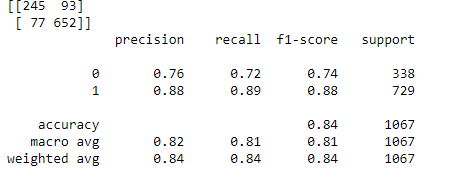 [[245  93]
 [ 77 652]]
              precision    recall  f1-score   support

           0       0.76      0.72      0.74       338
           1       0.88      0.89      0.88       729

    accuracy                           0.84      1067
   macro avg       0.82      0.81      0.81      1067
weighted avg       0.84      0.84      0.84      1067